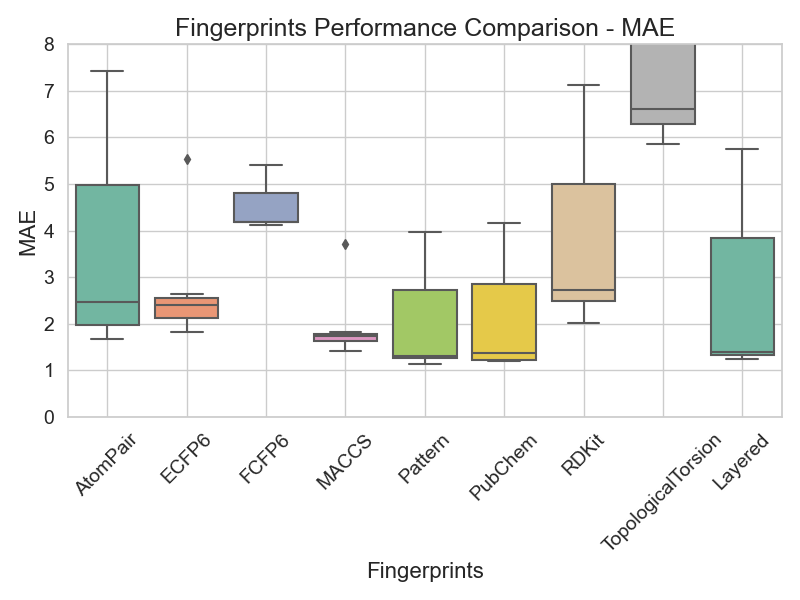 Fingerprints Performance Comparison - MAE
8
7
6
5
4
3
2
1
0
MAE
AtomPair
ECFP6
FCFP6
MACCS
Pattern
PubChem
RDKit
TopologicalTorsion
Layered
Fingerprints